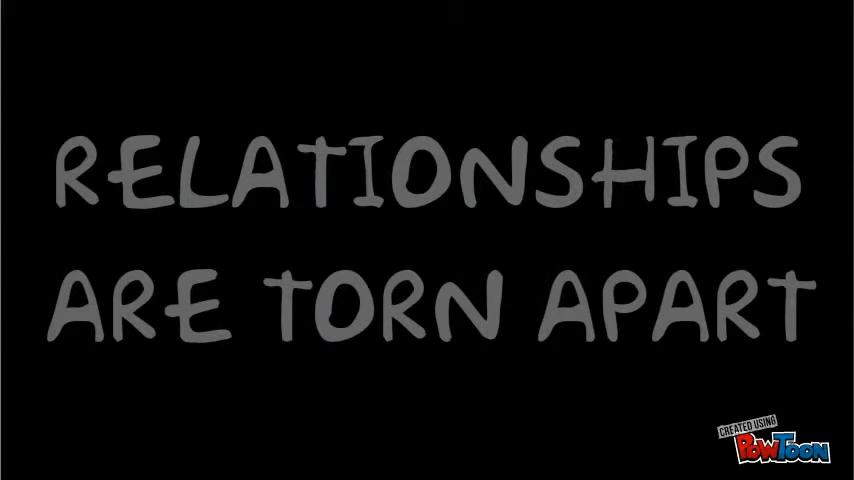 RELATIONSHIPS
ARE TORN APART
CREATED USING
POWTOON